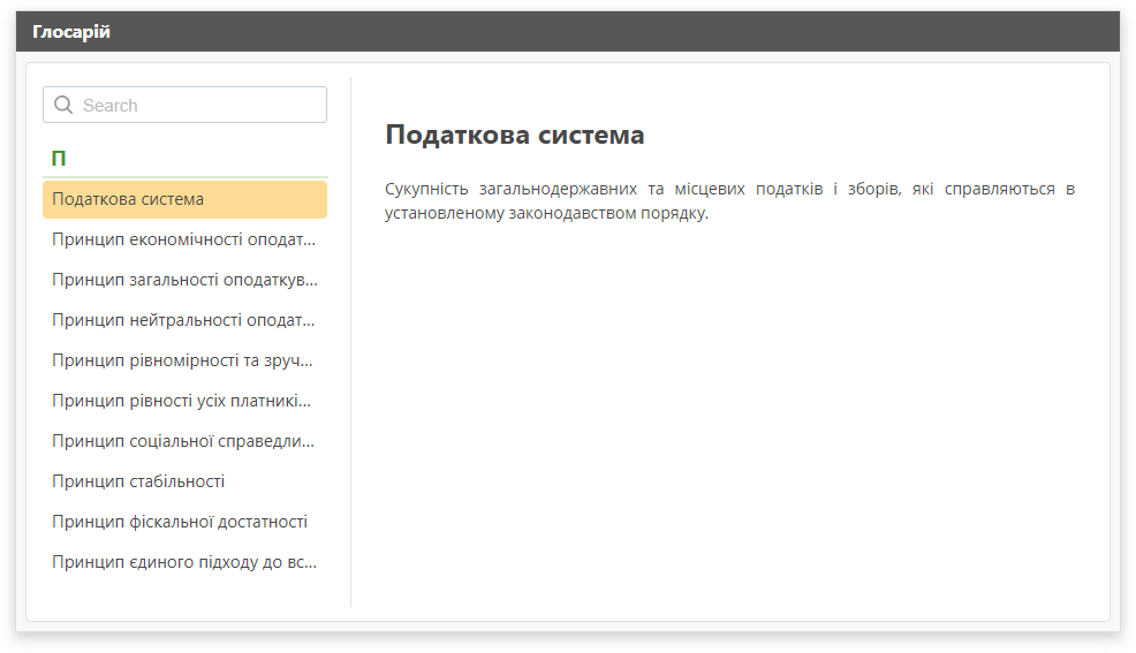 Глосарій
Search
П
Податкова система
Принцип економічності оподат...
Принцип загальності оподаткув...
Принцип нейтральності оподат...
Принцип рівномірності та зруч...
Принцип рівності усіх платникі...
Принцип соціальної справедли...
Принцип стабільності
Принцип фіскальної достатності
Принцип єдиного підходу до вс...
Податкова система
Сукупність загальнодержавних та місцевих податків і зборів, які справляються в
установленому законодавством порядку.